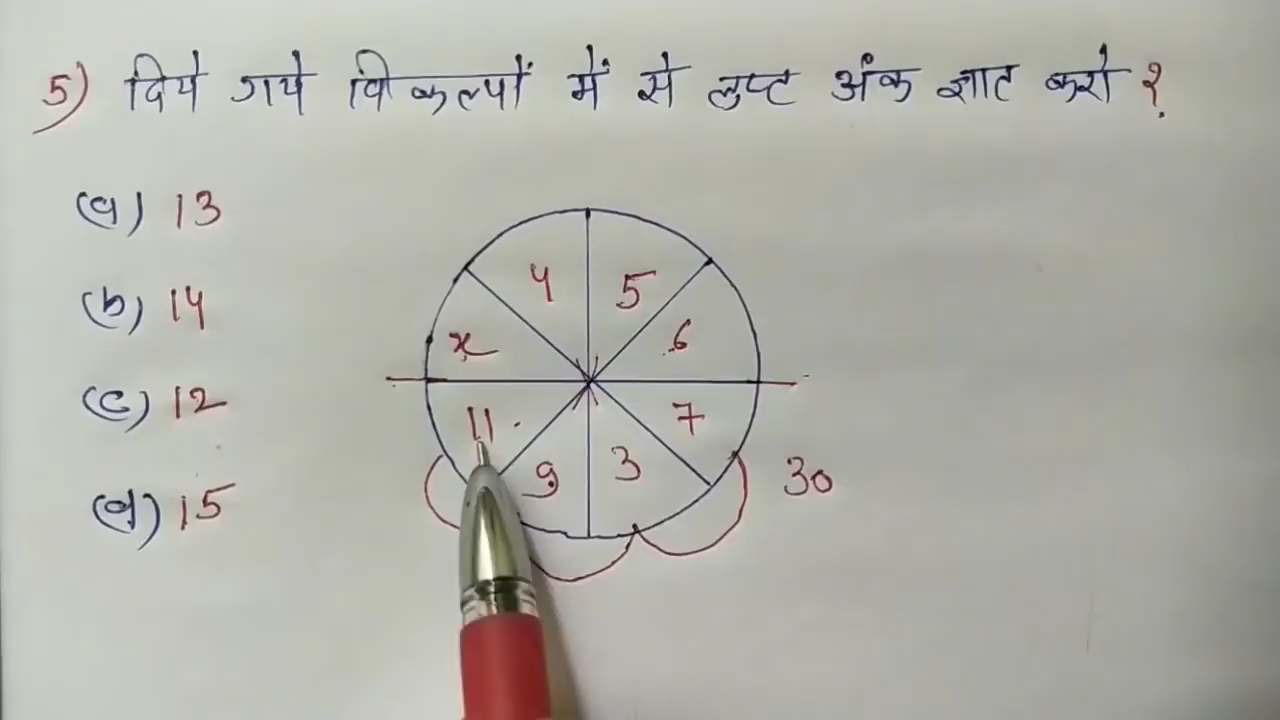 5) दिये गये विकल्पों में से लुप्ट अंक ज्ञाट करो ?
(a) 13
(b) 14
(c) 12
(d) 15
4 5
x 6
11 7
9 3
30